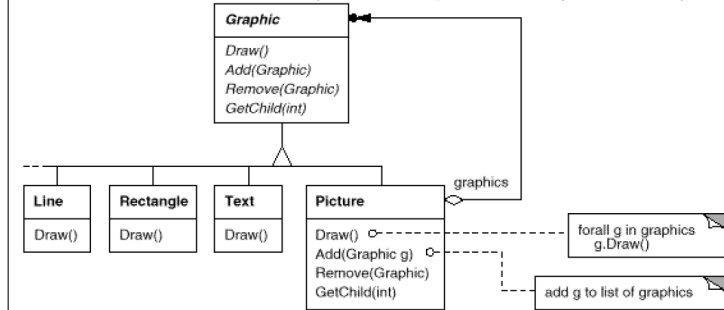 Graphic
Draw()
Add(Graphic)
Remove(Graphic)
GetChild(int)
graphics
Line
Draw()
Rectangle
Draw()
Text
Draw()
Picture
Draw()
Add(Graphic g)
Remove(Graphic)
GetChild(int)
forall g in graphics
g.Draw()
add g to list of graphics